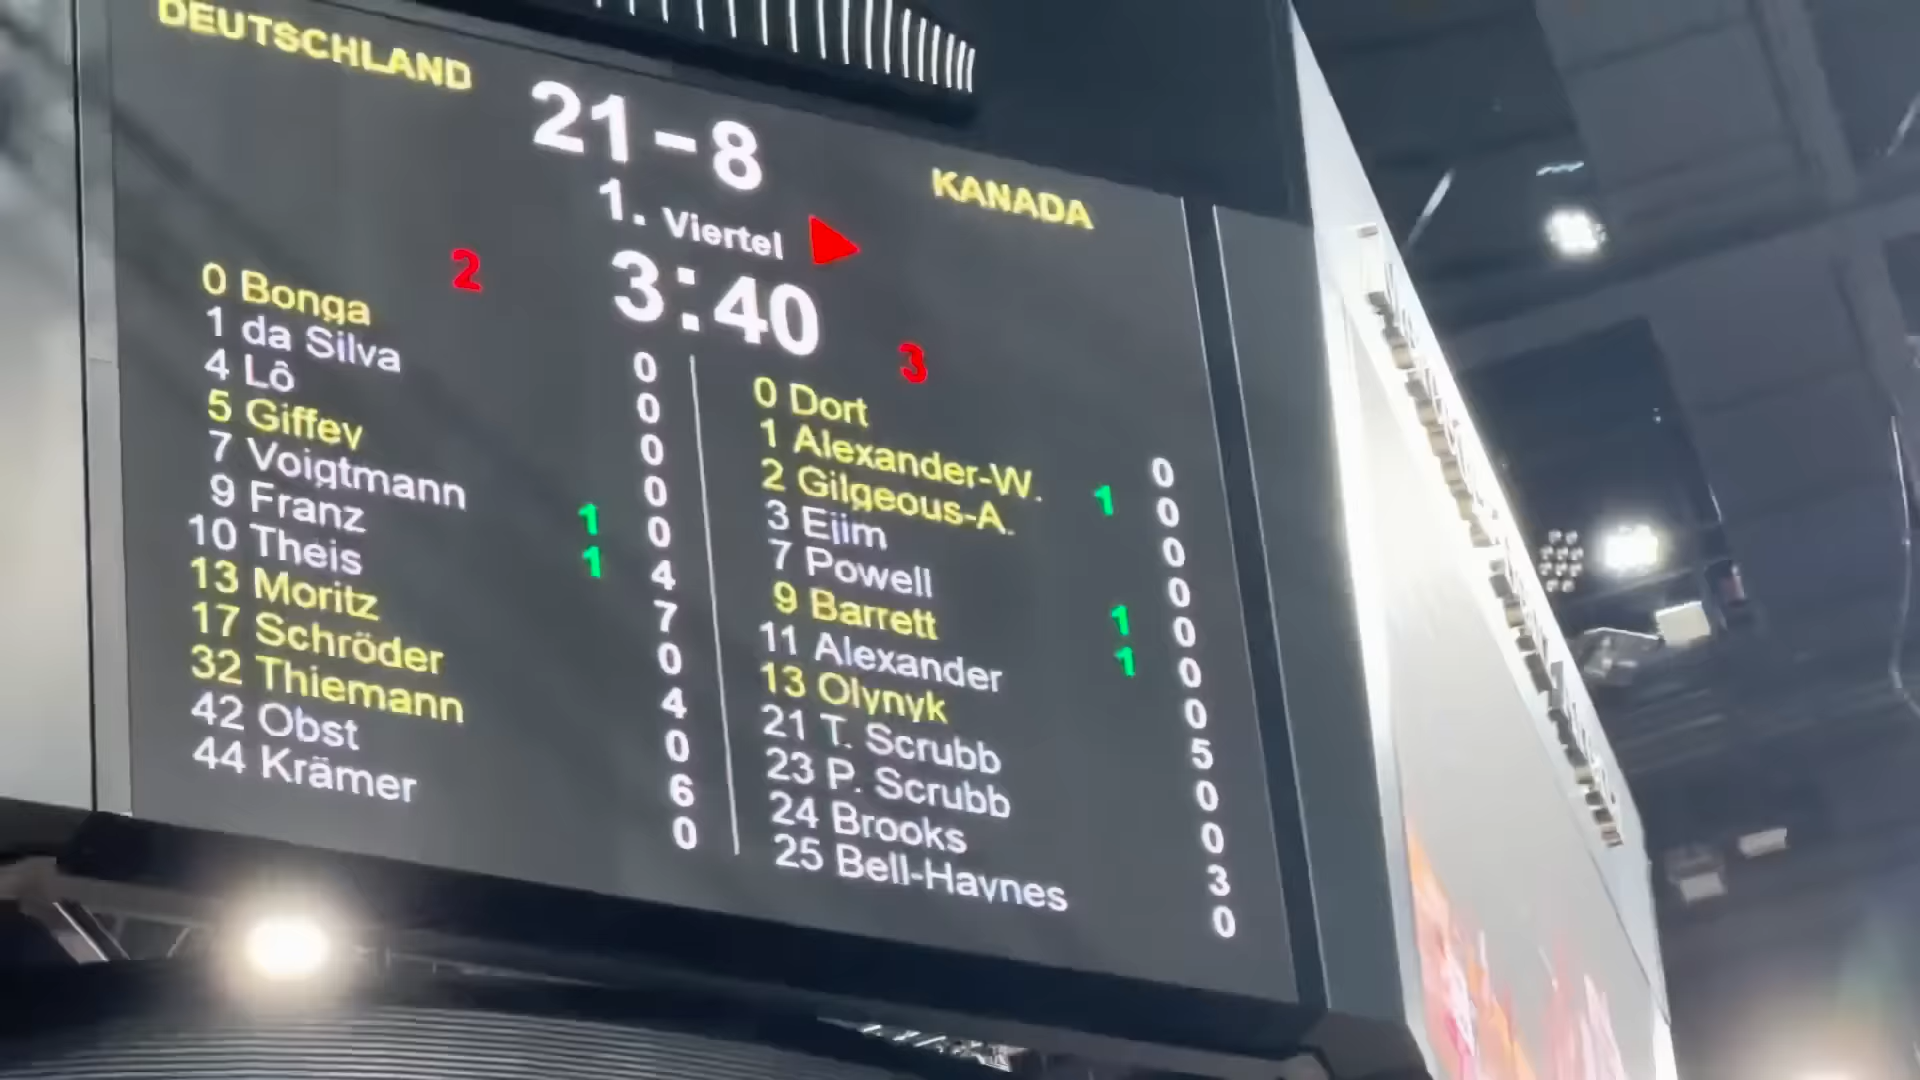 DEUTSCHLAND
21-8
KANADA
1. Viertel
3:40
2
0 Bonga 0
1 da Silva 0
4 Lô 0
5 Giffey 0
7 Voigtmann 1 0
9 Franz 1 4
10 Theis 7
13 Moritz 0
17 Schröder 4
32 Thiemann 0
42 Obst 6
44 Krämer 0
3
0 Dort 0
1 Alexander-W. 1 0
2 Gilgeous-A. 0
3 Ejim 0
7 Powell 1 0
9 Barrett 1 0
11 Alexander 0
13 Olynyk 5
21 T. Scrubb 0
23 P. Scrubb 0
24 Brooks 3
25 Bell-Haynes 0